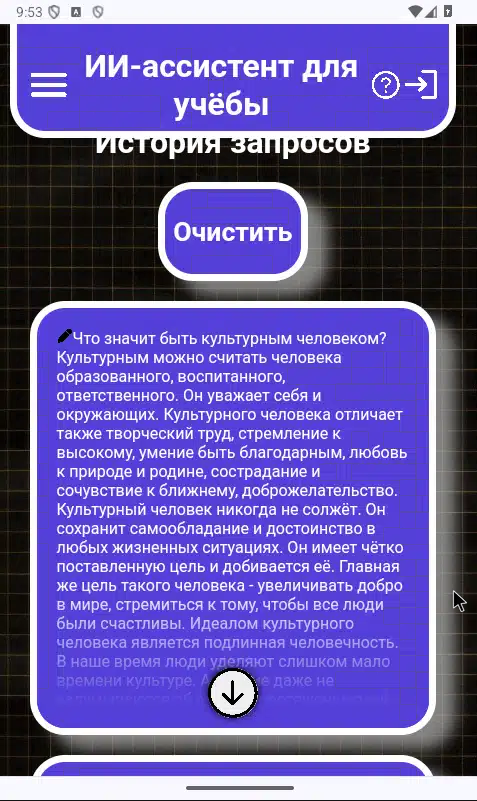 9:53
ИИ-ассистент для
учёбы
История запросов
Очистить
Что значит быть культурным человеком?
Культурным можно считать человека
образованного, воспитанного,
ответственного. Он уважает себя и
окружающих. Культурного человека отличает
также творческий труд, стремление к
высокому, умение быть благодарным, любовь
к природе и родине, сострадание и
сочувствие к ближнему, доброжелательство.
Культурный человек никогда не солжёт. Он
сохранит самообладание и достоинство в
любых жизненных ситуациях. Он имеет чётко
поставленную цель и добивается её. Главная
же цель такого человека - увеличивать добро
в мире, стремиться к тому, чтобы все люди
были счастливы. Идеалом культурного
человека является подлинная человечность.
В наше время люди уделяют слишком мало
времени культуре. даже не